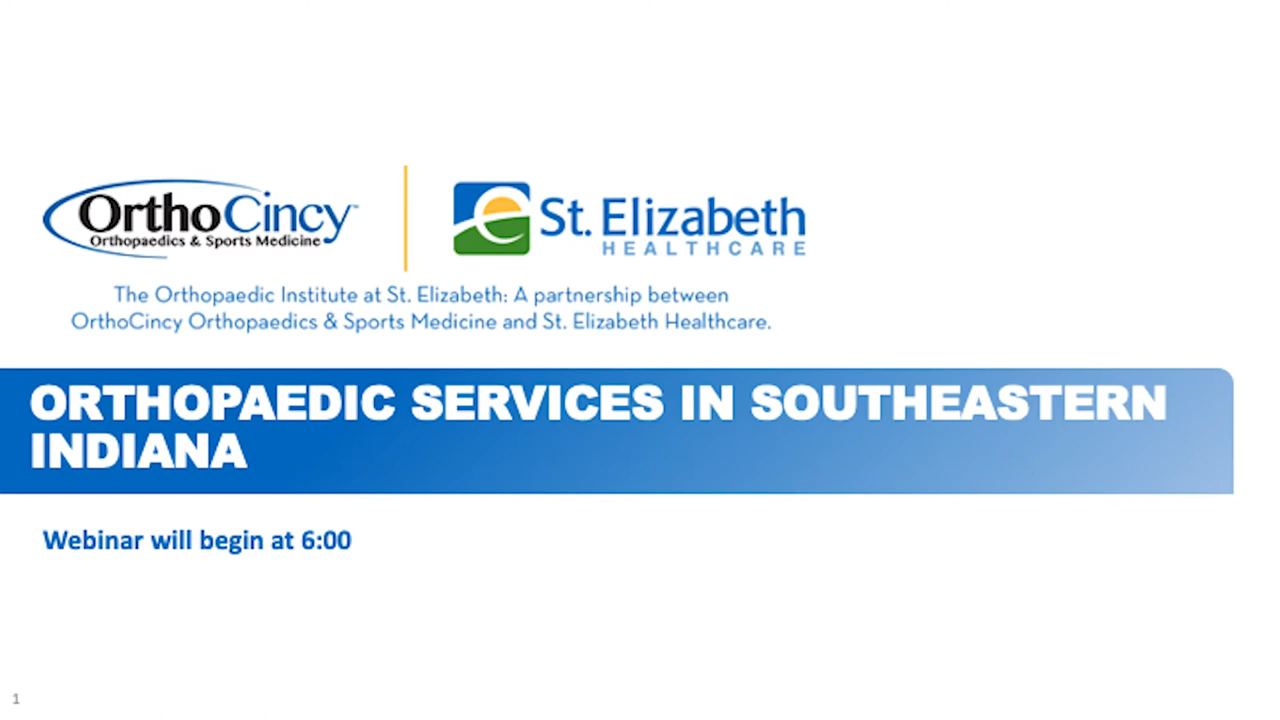 OrthoCincy™
Orthopaedics & Sports Medicine
St. Elizabeth
HEALTHCARE
The Orthopaedic Institute at St. Elizabeth: A partnership between
OrthoCincy Orthopaedics & Sports Medicine and St. Elizabeth Healthcare.
ORTHOPAEDIC SERVICES IN SOUTHEASTERN
INDIANA
Webinar will begin at 6:00
1